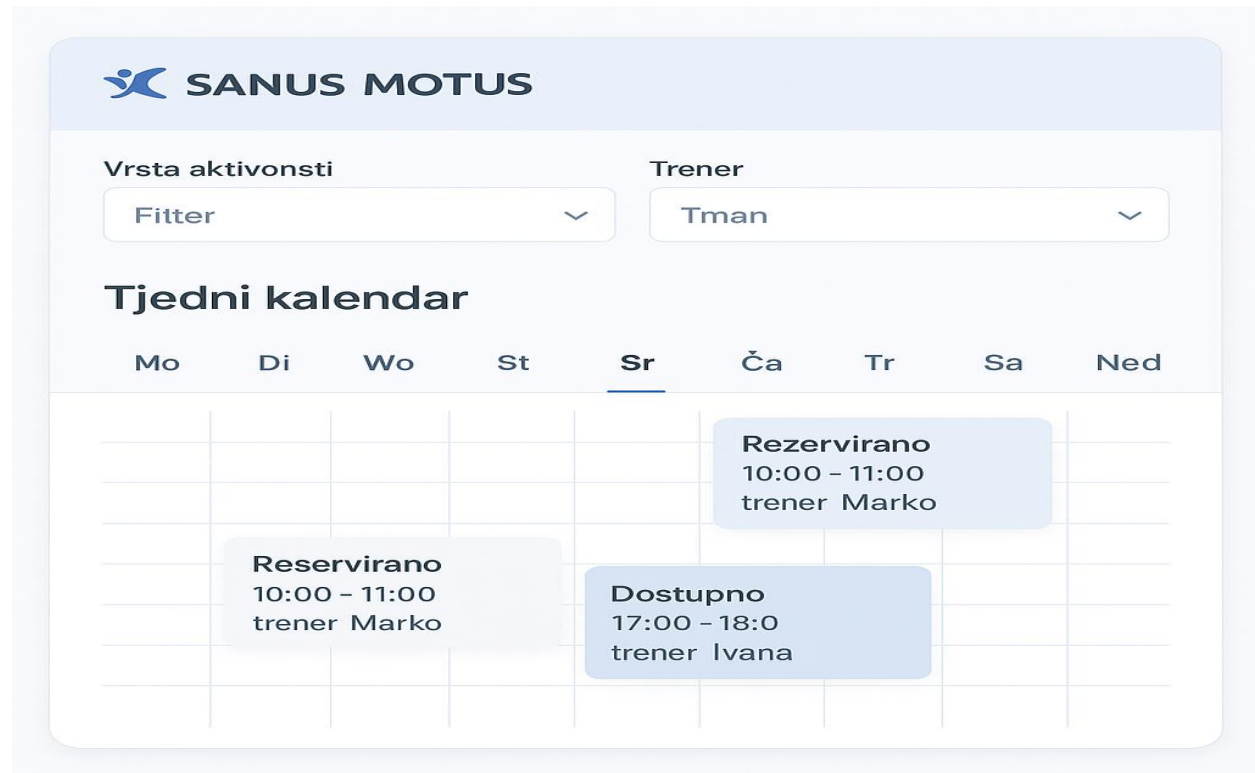 SANUS MOTUS
Vrsta aktivonsti
Trener
Fitter
Tman
Tjedni kalendar
Mo Di Wo St Sr Ča Tr Sa Ned
Rezervirano
10:00 – 11:00
trener Marko
Reservirano
10:00 – 11:00
trener Marko
Dostupno
17:00 – 18:0
trener Ivana